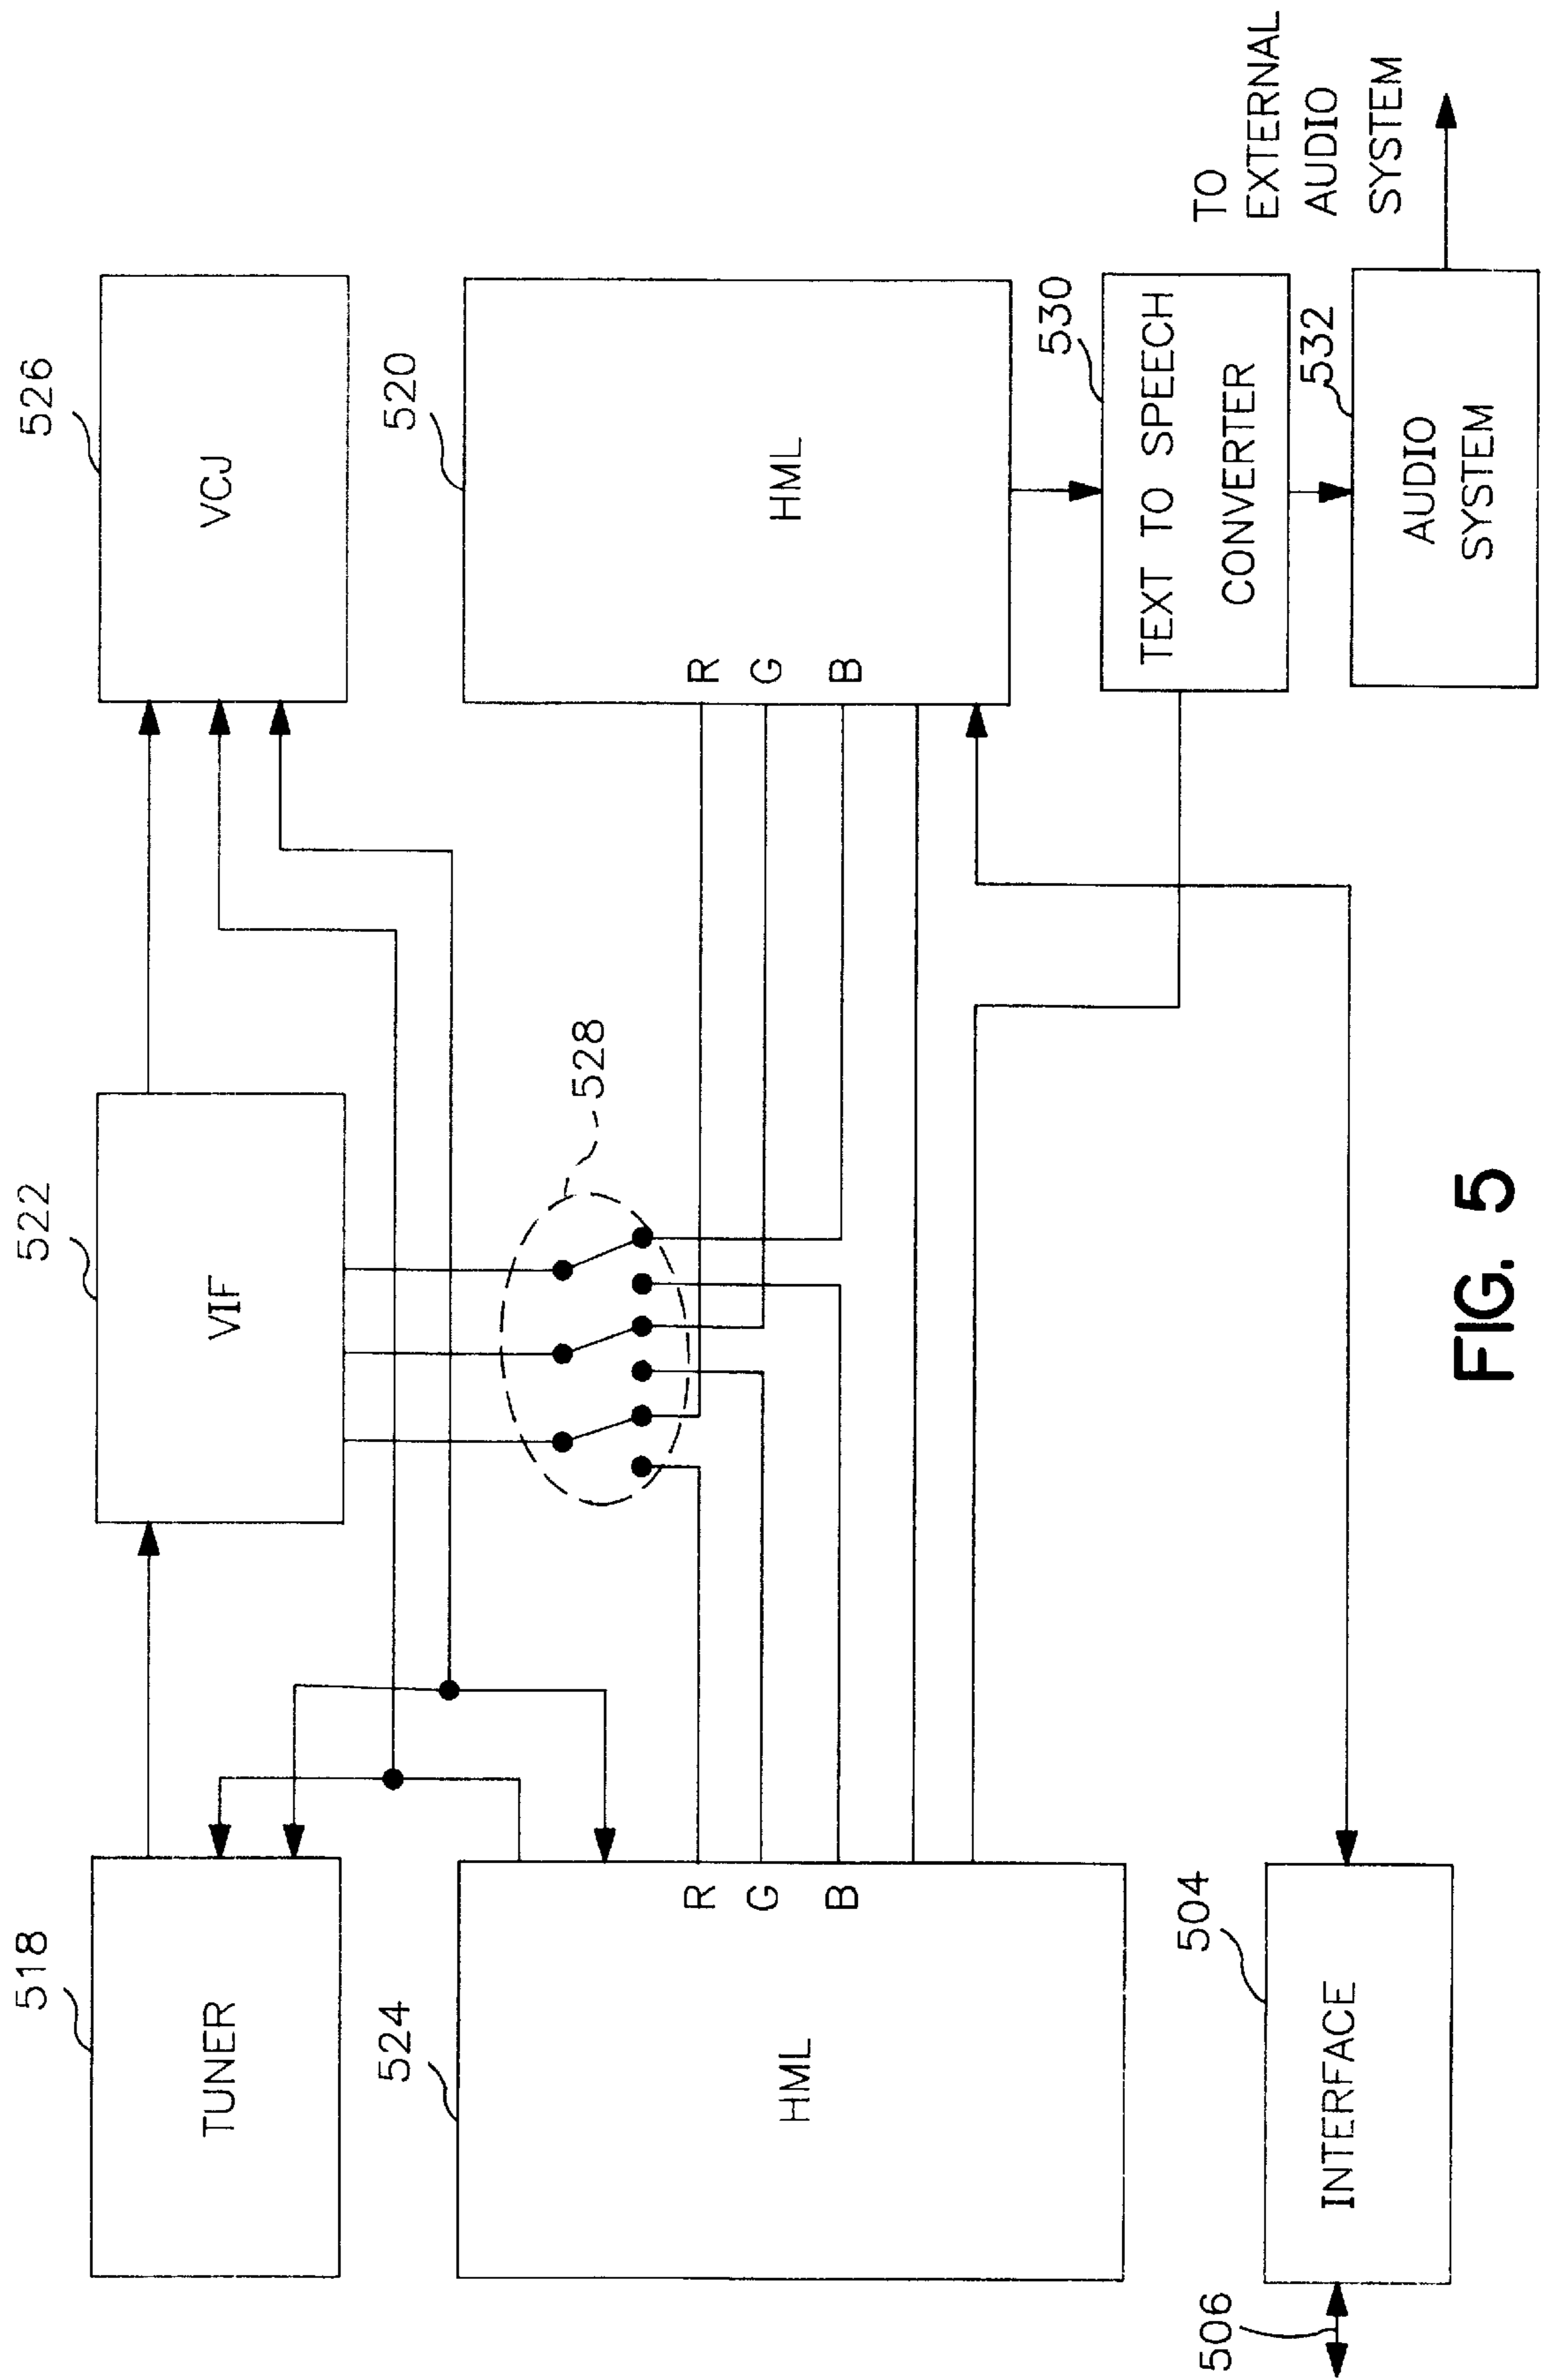 518
TUNER
522
VIF
526
VCJ
524
HML
R
G
B
528
520
HML
R
G
B
506
504
INTERFACE
530
TEXT TO SPEECH
CONVERTER
532
AUDIO
SYSTEM
TO
EXTERNAL
AUDIO
SYSTEM
FIG. 5